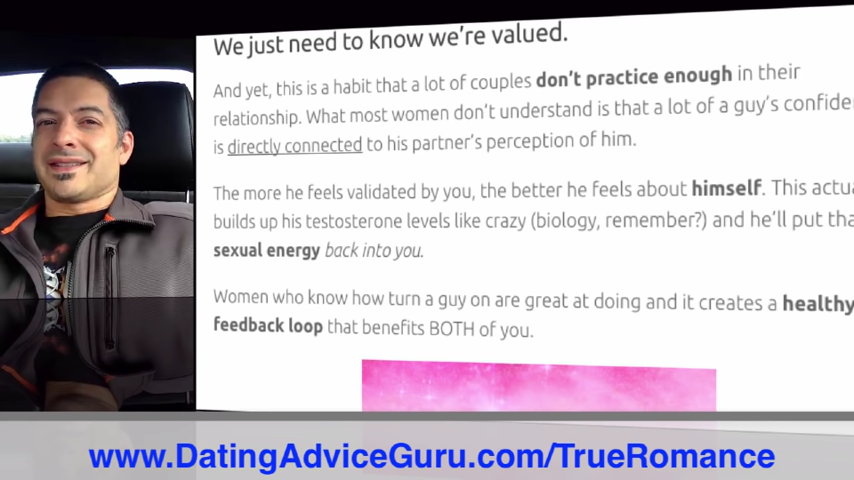 We just need to know we're valued.
And yet, this is a habit that a lot of couples don't practice enough in their
relationship. What most women don't understand is that a lot of a guy's confiden
is directly connected to his partner's perception of him.
The more he feels validated by you, the better he feels about himself. This actua
builds up his testosterone levels like crazy (biology, remember?) and he'll put tha
sexual energy back into you.
Women who know how turn a guy on are great at doing and it creates a healthy
feedback loop that benefits BOTH of you.
www.DatingAdviceGuru.com/TrueRomance